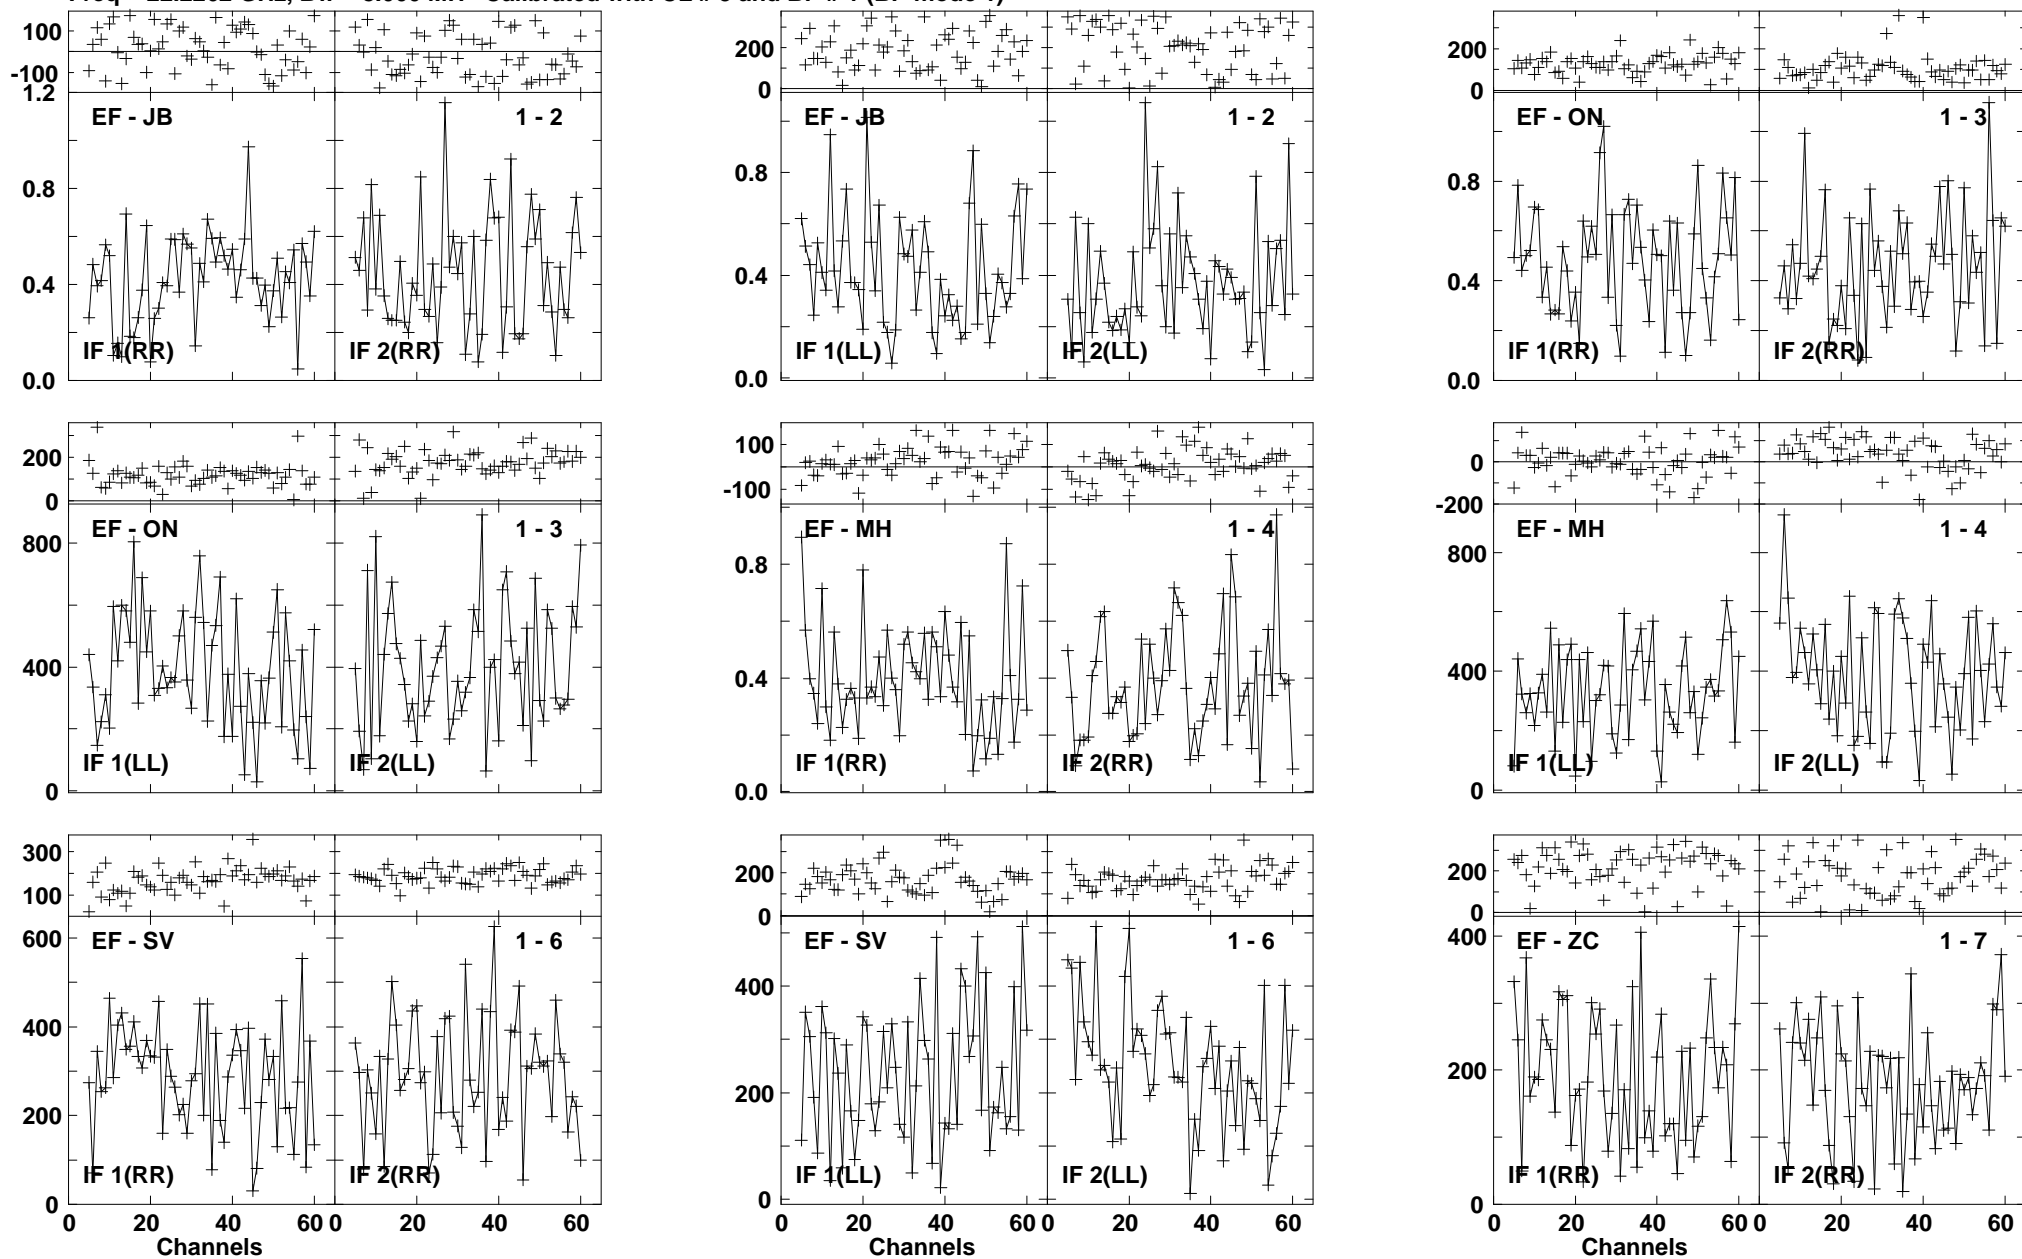 100
-100
1.2
0.8
0.4
0.0
EF - JB
1 - 2
IF 1(RR)
IF 2(RR)
200
0
0.8
0.4
0.0
EF - JB
1 - 2
IF 1(LL)
IF 2(LL)
200
0
0.8
0.4
0.0
EF - ON
1 - 3
IF 1(RR)
IF 2(RR)
200
0
800
400
0
EF - ON
1 - 3
IF 1(LL)
IF 2(LL)
100
-100
0.8
0.4
0.0
EF - MH
1 - 4
IF 1(RR)
IF 2(RR)
0
-200
800
400
0
EF - MH
1 - 4
IF 1(LL)
IF 2(LL)
300
100
600
400
200
0
EF - SV
1 - 6
IF 1(RR)
IF 2(RR)
0 20 40 60 0 20 40 60
Channels
200
0
400
200
0
EF - SV
1 - 6
IF 1(LL)
IF 2(LL)
0 20 40 60 0 20 40 60
Channels
200
0
400
200
0
EF - ZC
1 - 7
IF 1(RR)
IF 2(RR)
0 20 40 60 0 20 40 60
Channels